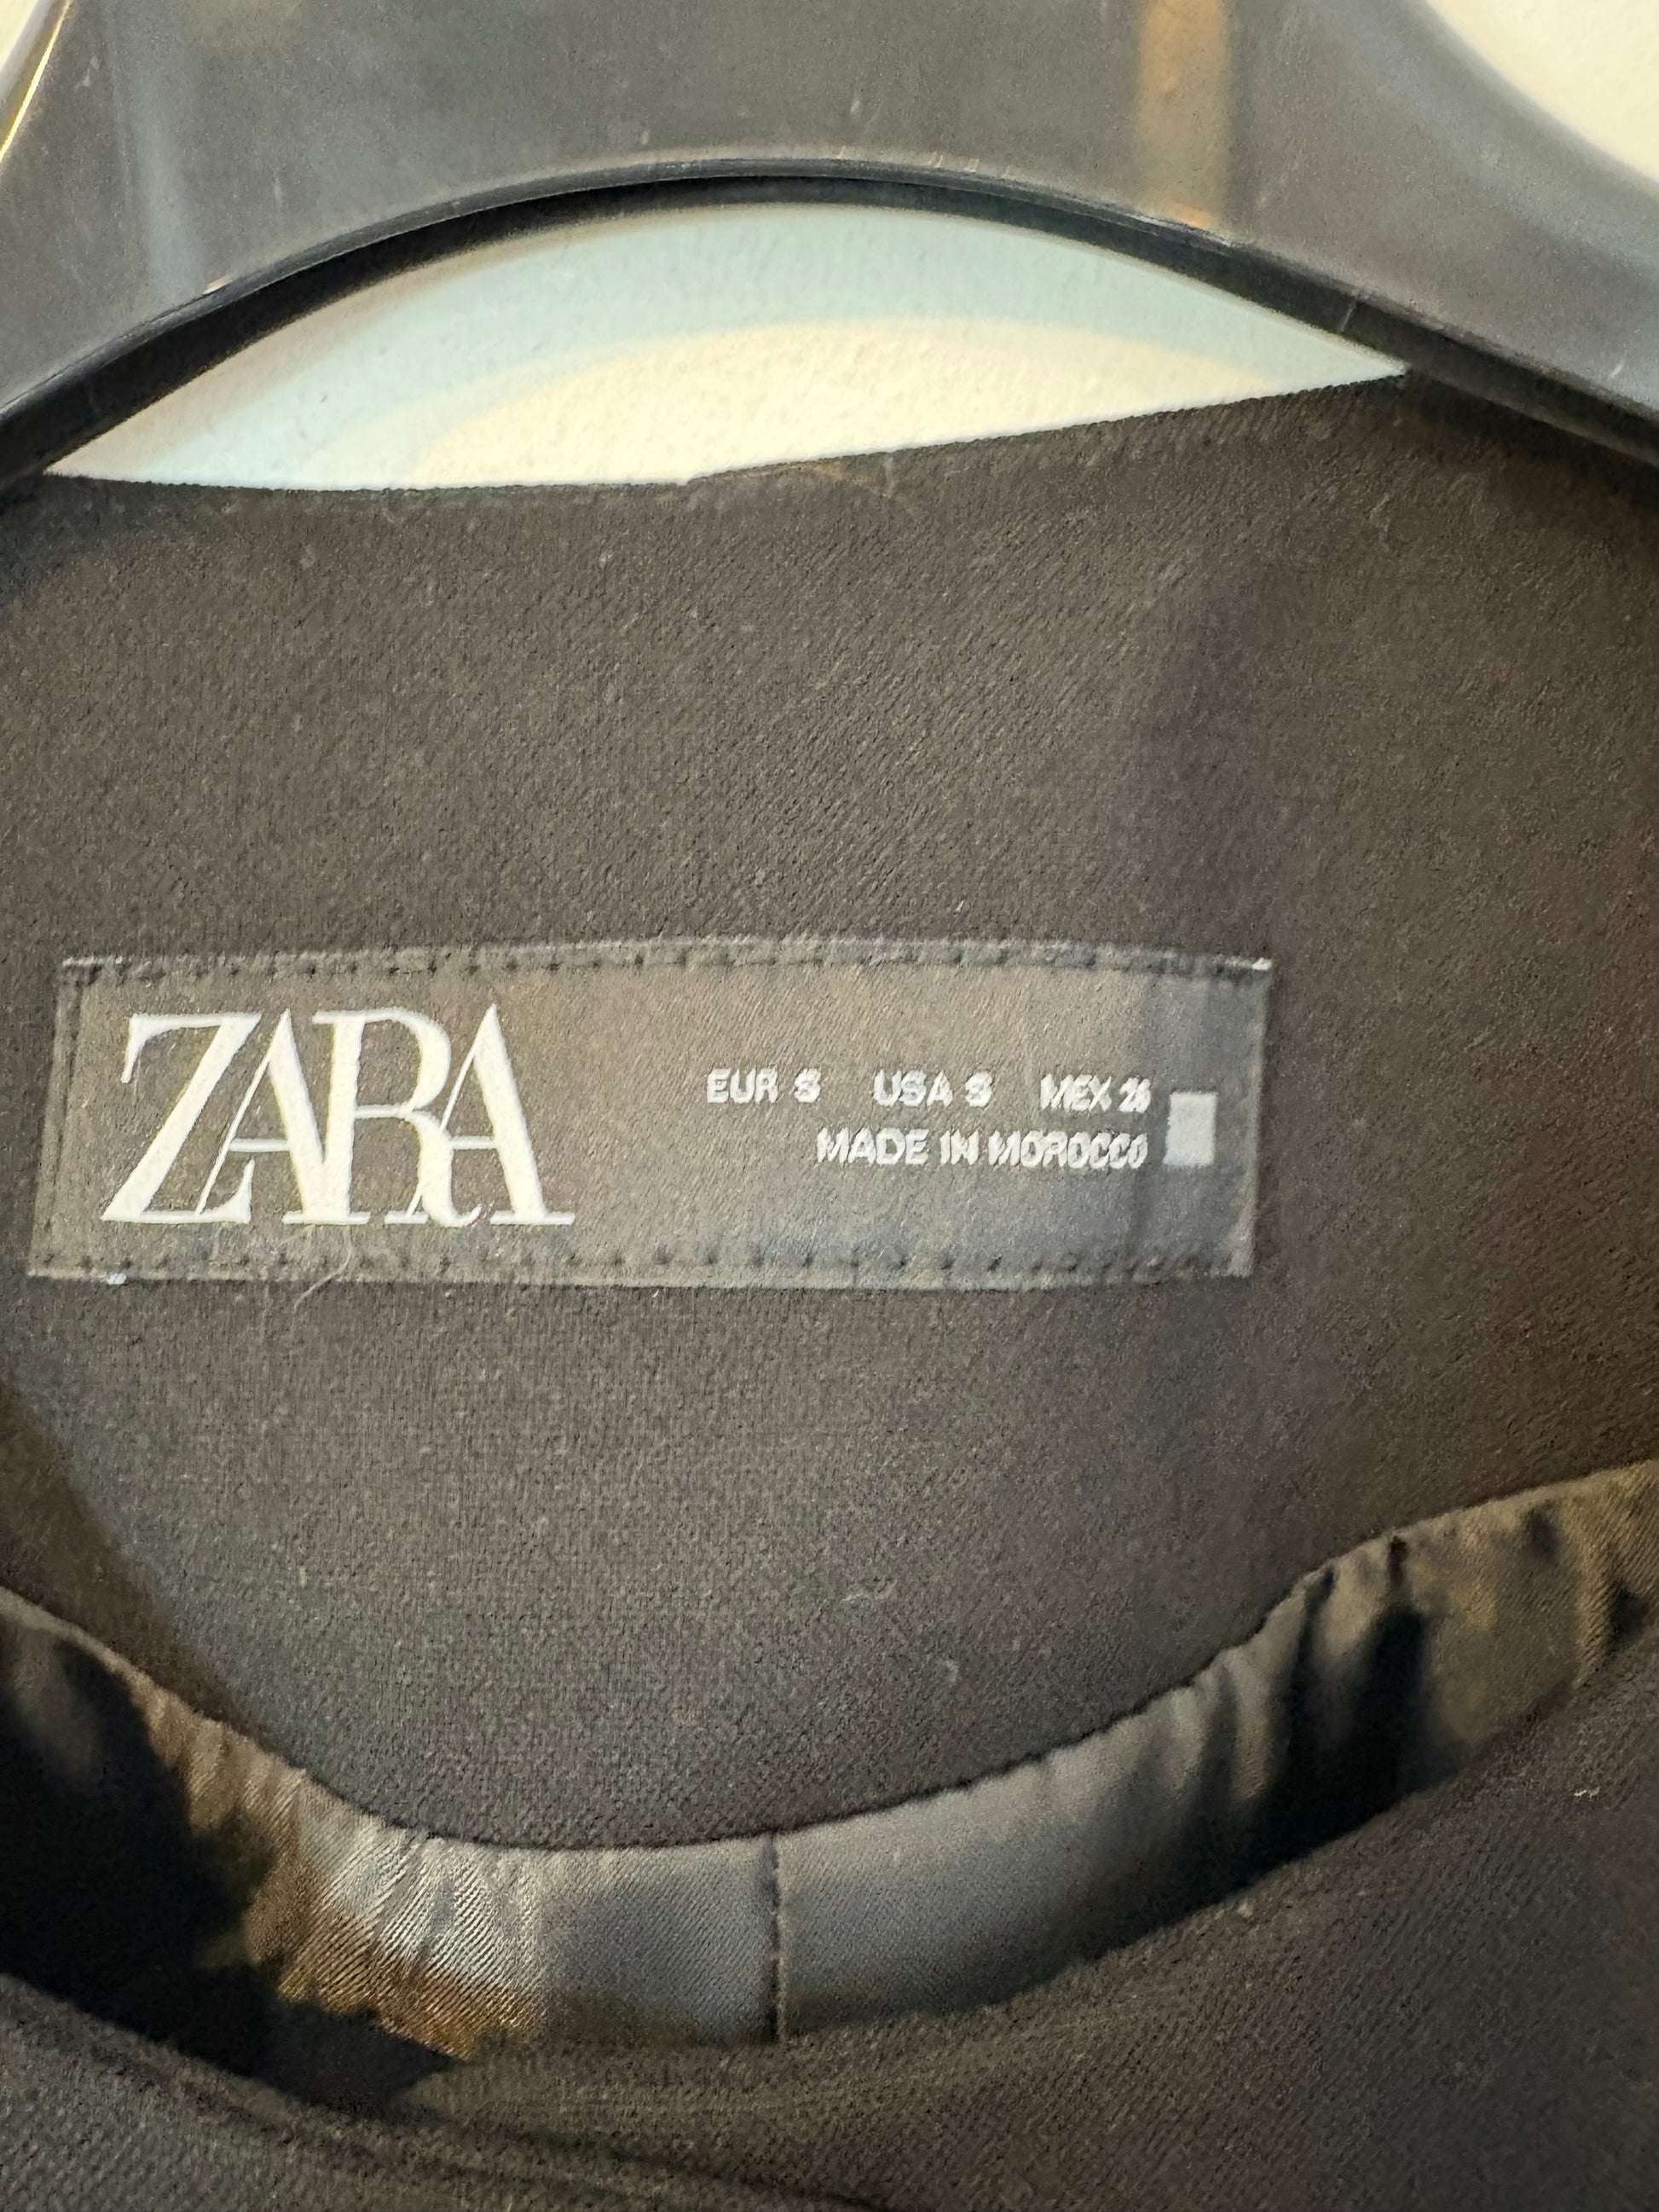 ZARA
EUR S USA S MEX 26
MADE IN MOROCCO